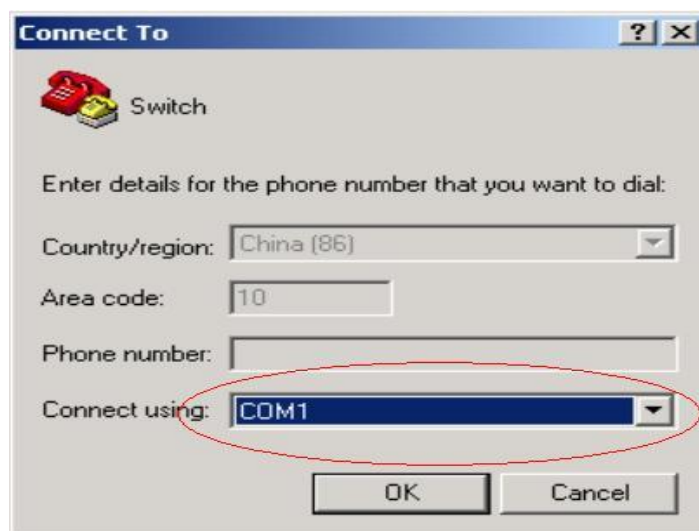 Connect To
Switch
Enter details for the phone number that you want to dial:
Country/region: China (86)
Area code: 10
Phone number:
Connect using: COM1
OK Cancel